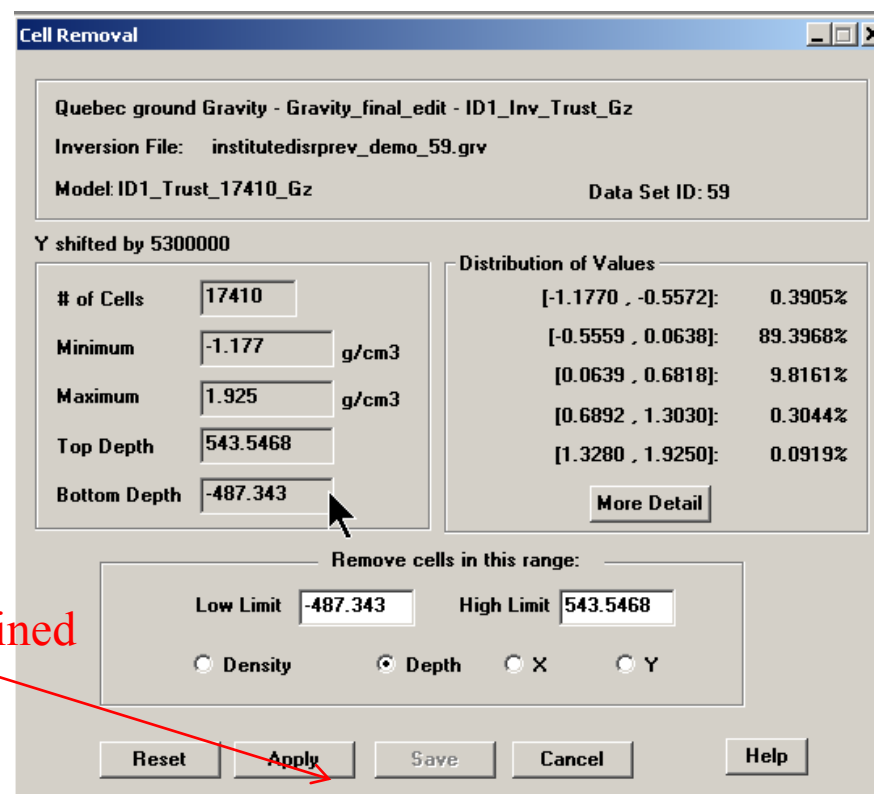 Cell Removal
Quebec ground Gravity - Gravity_final_edit - ID1_Inv_Trust_Gz
Inversion File: institutedisrprev_demo_59.grv
Model: ID1_Trust_17410_Gz Data Set ID: 59
Y shifted by 5300000
# of Cells 17410
Minimum -1.177 g/cm3
Maximum 1.925 g/cm3
Top Depth 543.5468
Bottom Depth -487.343
Distribution of Values
[-1.1770 , -0.5572]: 0.3905%
[-0.5559 , 0.0638]: 89.3968%
[0.0639 , 0.6818]: 9.8161%
[0.6892 , 1.3030]: 0.3044%
[1.3280 , 1.9250]: 0.0919%
More Detail
Remove cells in this range:
Low Limit -487.343 High Limit 543.5468
Density Depth X Y
ined
Reset Apply Save Cancel Help